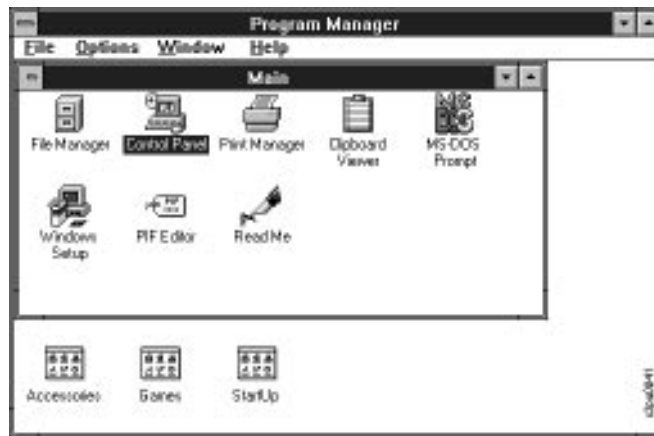 Program Manager
File Options Window Help
Main
File Manager Control Panel Print Manager Clipboard Viewer MS-DOS Prompt
Windows Setup PIF Editor Read Me
Accessories Games StartUp